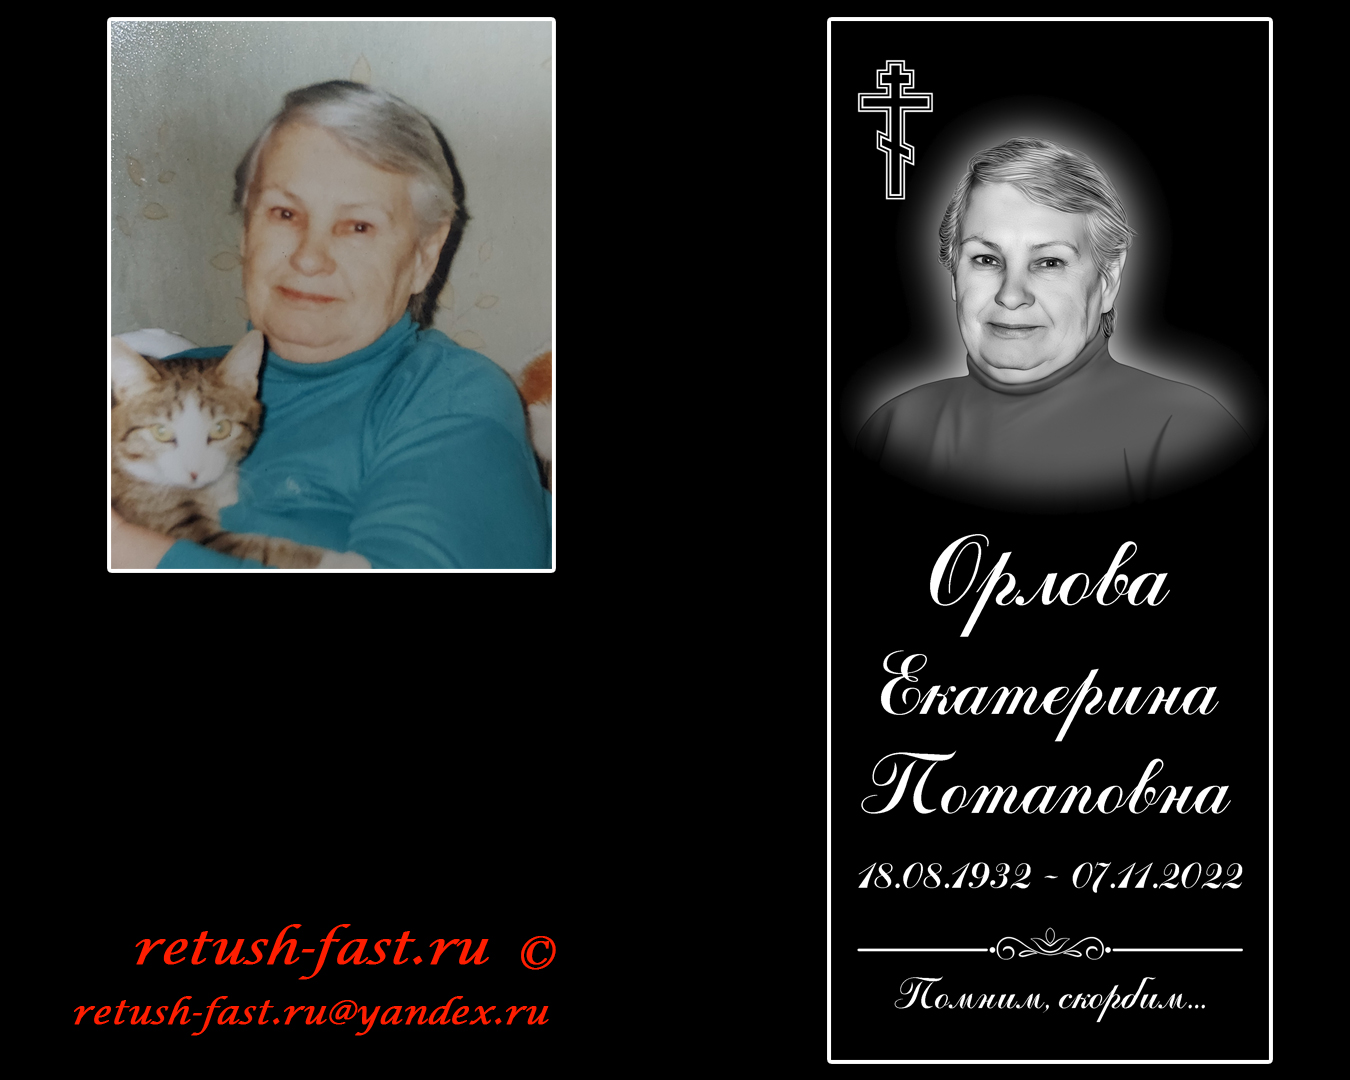 Орлова
Екатерина
Потаповна
18.08.1932 - 07.11.2022
Помним, скорбим...
retush-fast.ru ©
retush-fast.ru@yandex.ru